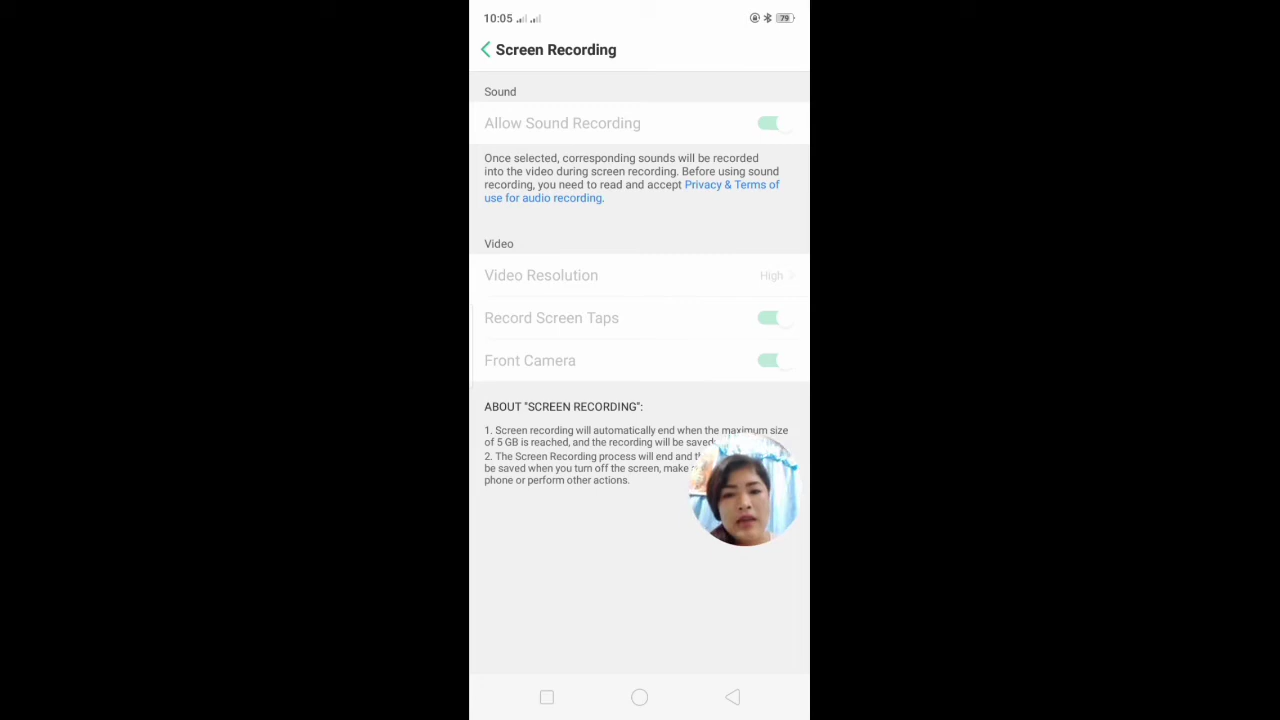 10:05
79
Screen Recording
Sound
Allow Sound Recording
Once selected, corresponding sounds will be recorded
into the video during screen recording. Before using sound
recording, you need to read and accept Privacy & Terms of
use for audio recording.
Video
Video Resolution High
Record Screen Taps
Front Camera
ABOUT "SCREEN RECORDING":
1. Screen recording will automatically end when the maximum size
of 5 GB is reached, and the recording will be saved
2. The Screen Recording process will end and
be saved when you turn off the screen, make
phone or perform other actions.